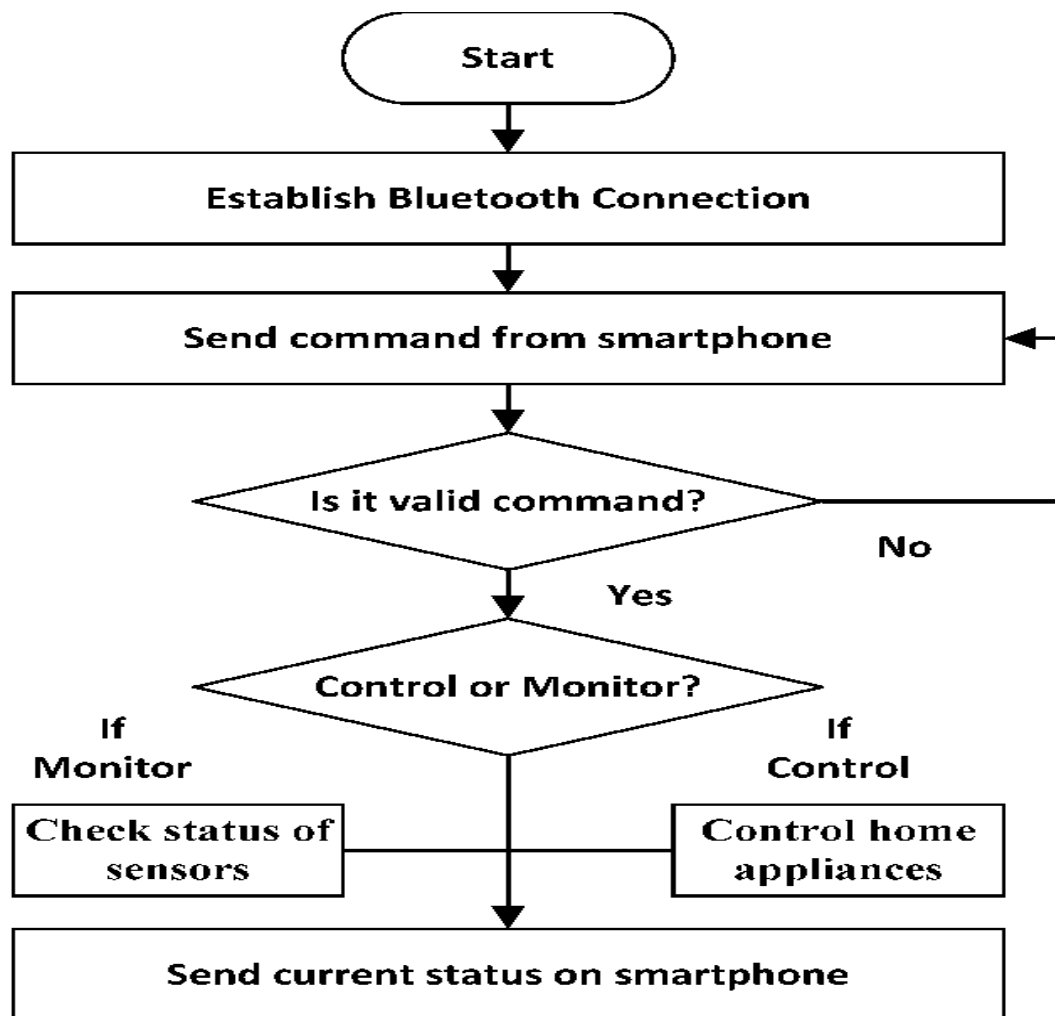 Start
Establish Bluetooth Connection
Send command from smartphone
Is it valid command?
No
Yes
Control or Monitor?
If
Monitor
If
Control
Check status of
sensors
Control home
appliances
Send current status on smartphone